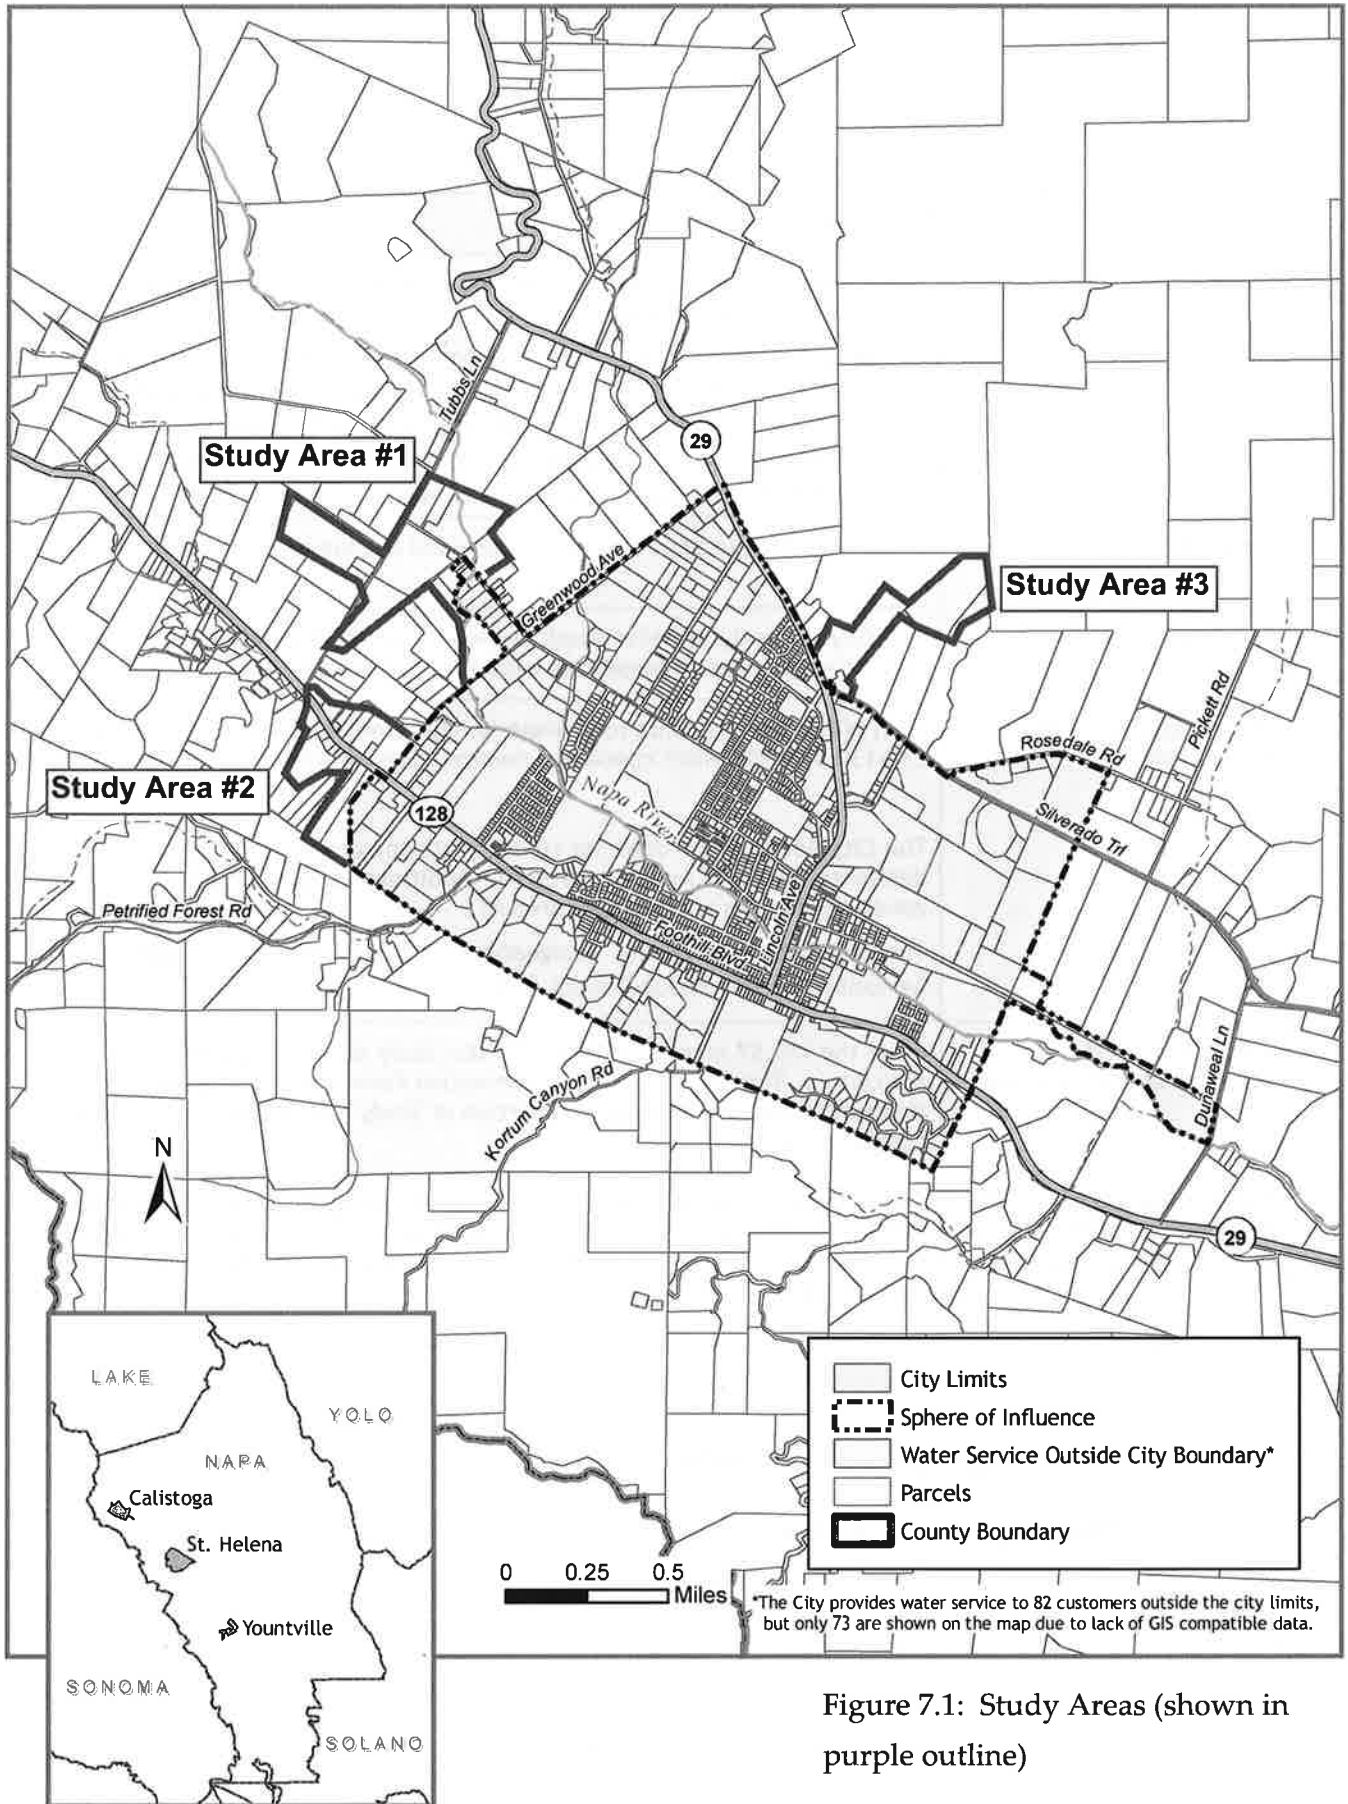 Tubbs Ln
29
Study Area #1
Greenwood Ave
Study Area #3
Pickett Rd
Rosedale Rd
Study Area #2
128
Napa River
Silverado Trl
Petrified Forest Rd
Foothill Blvd
Lincoln Ave
Kortum Canyon Rd
Dunaweal Ln
N
29
LAKE
YOLO
NAPA
Calistoga
St. Helena
Yountville
SONOMA
SOLANO
City Limits
Sphere of Influence
Water Service Outside City Boundary*
Parcels
County Boundary
0 0.25 0.5
Miles
*The City provides water service to 82 customers outside the city limits,
but only 73 are shown on the map due to lack of GIS compatible data.
Figure 7.1: Study Areas (shown in
purple outline)